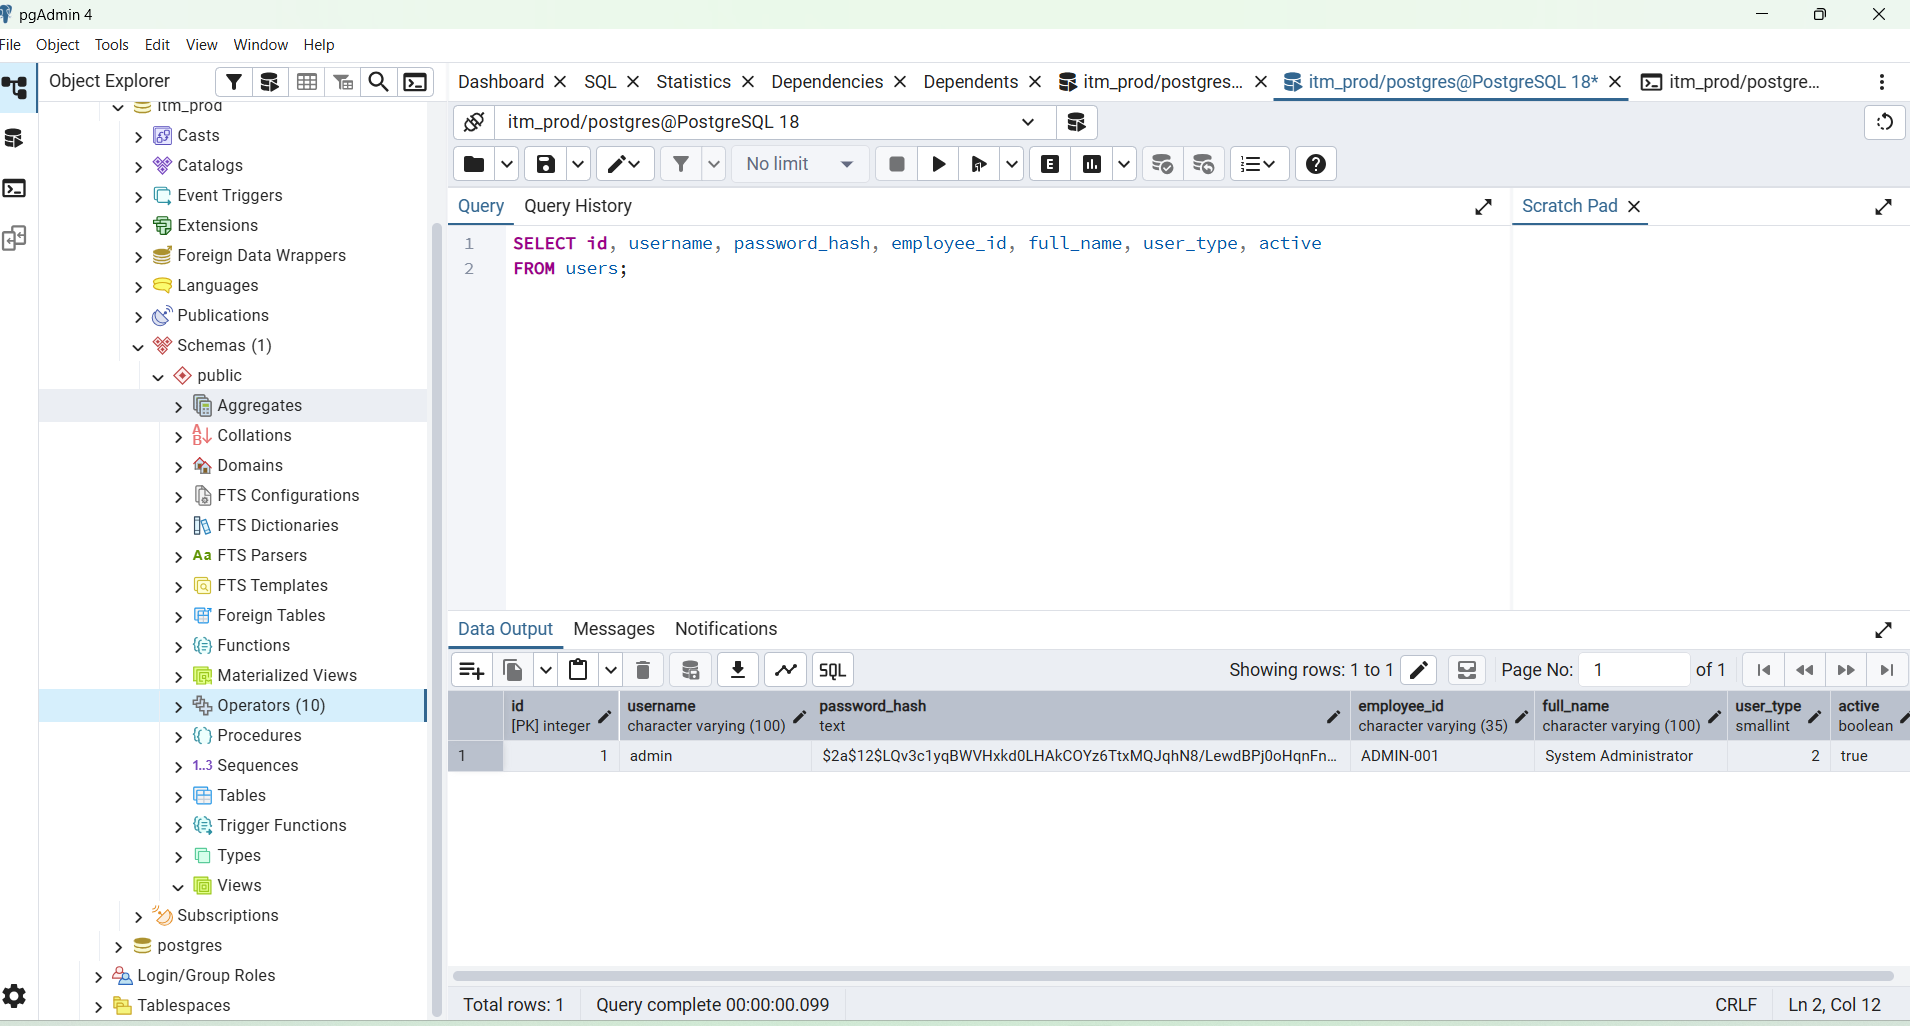 pgAdmin 4
File Object Tools Edit View Window Help
Object Explorer
Dashboard SQL Statistics Dependencies Dependents itm_prod/postgres... itm_prod/postgres@PostgreSQL 18* itm_prod/postgre...
itm_prod
Casts
Catalogs
Event Triggers
Extensions
Foreign Data Wrappers
Languages
Publications
Schemas (1)
public
Aggregates
Collations
Domains
FTS Configurations
FTS Dictionaries
Aa FTS Parsers
FTS Templates
Foreign Tables
Functions
Materialized Views
Operators (10)
Procedures
1..3 Sequences
Tables
Trigger Functions
Types
Views
Subscriptions
postgres
Login/Group Roles
Tablespaces
itm_prod/postgres@PostgreSQL 18
No limit E
Query Query History
Scratch Pad
1 SELECT id, username, password_hash, employee_id, full_name, user_type, active
2 FROM users;
Data Output Messages Notifications
SQL Showing rows: 1 to 1 Page No: 1 of 1
id username password_hash employee_id full_name user_type active
[PK] integer character varying (100) text character varying (35) character varying (100) smallint boolean
1 1 admin $2a$12$LQv3c1yqBWVHxkd0LHAkCOYz6TtxMQJqhN8/LewdBPj0oHqnFn... ADMIN-001 System Administrator 2 true
Total rows: 1 Query complete 00:00:00.099 CRLF Ln 2, Col 12